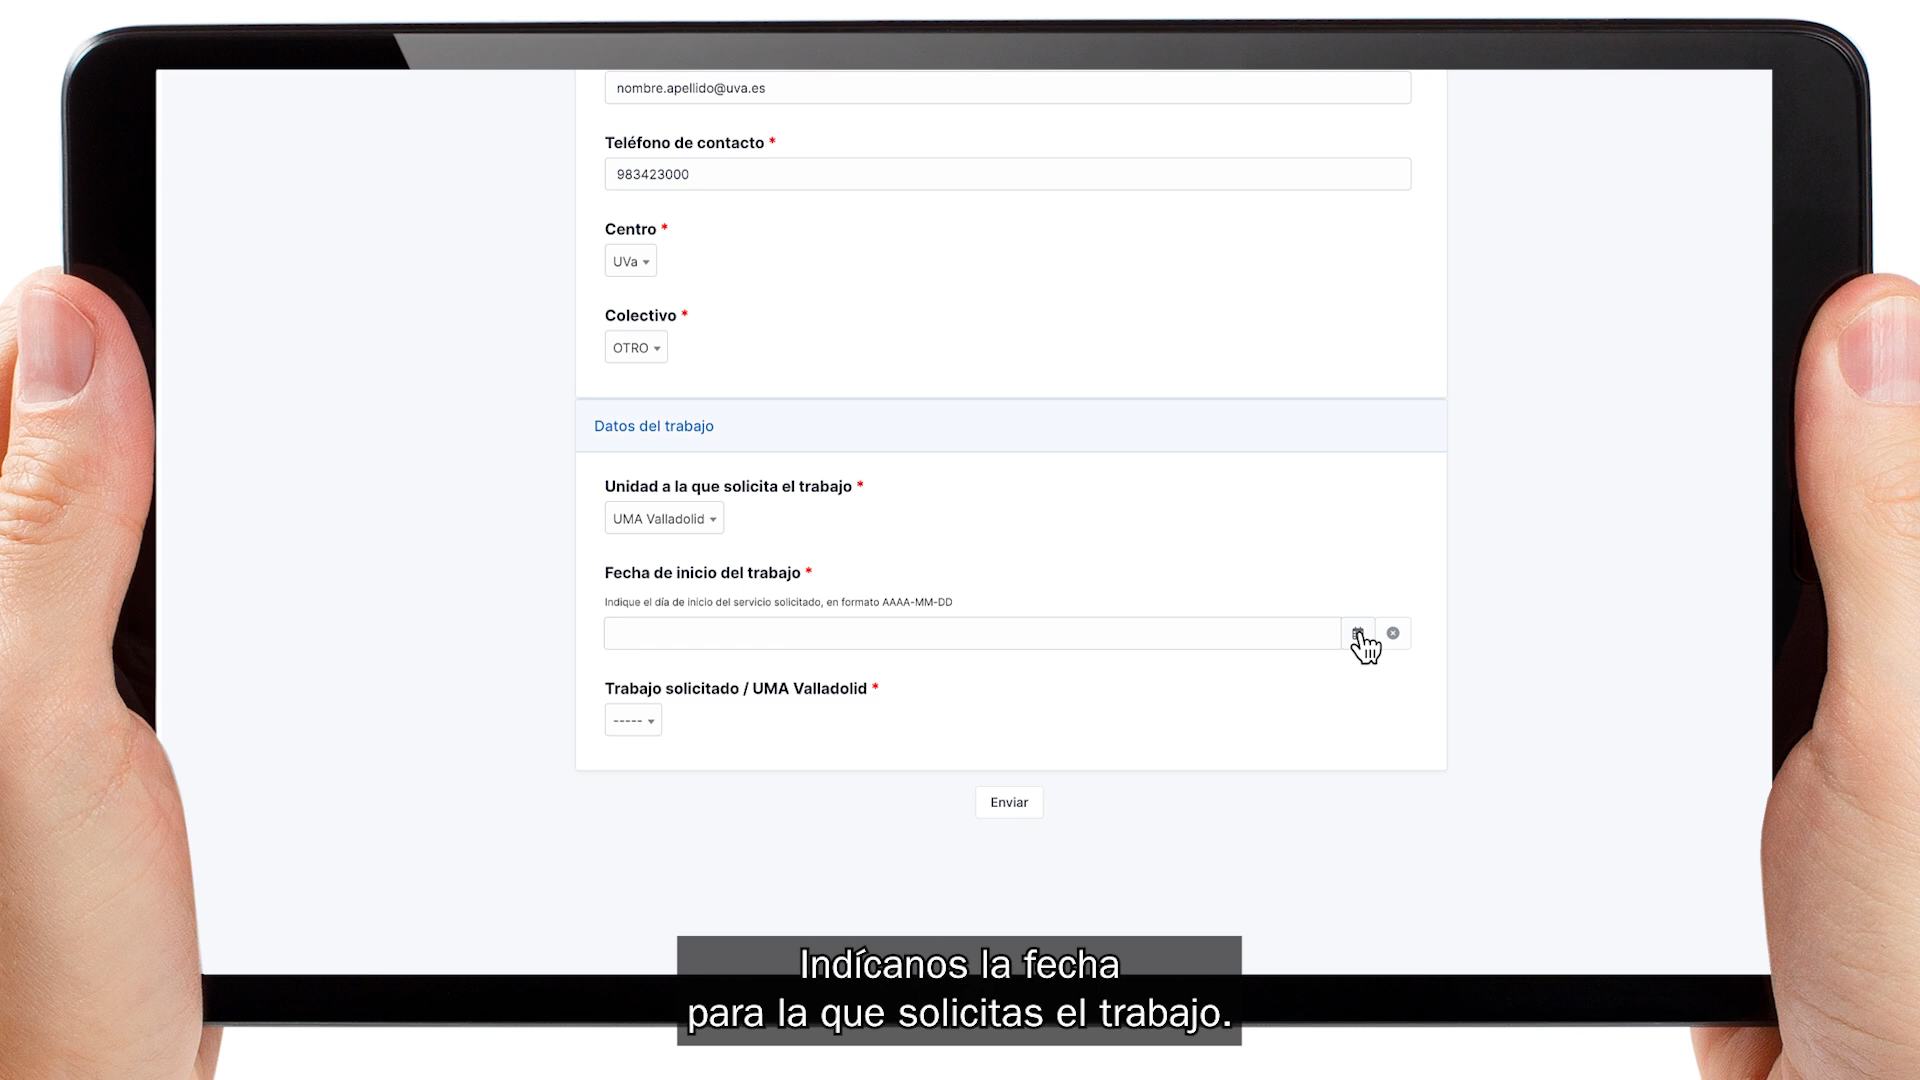 nombre.apellido@uva.es
Teléfono de contacto *
983423000
Centro *
UVa
Colectivo *
OTRO
Datos del trabajo
Unidad a la que solicita el trabajo *
UMA Valladolid
Fecha de inicio del trabajo *
Indique el día de inicio del servicio solicitado, en formato AAAA-MM-DD
Trabajo solicitado / UMA Valladolid *
-----
Enviar
Indícanos la fecha
para la que solicitas el trabajo.